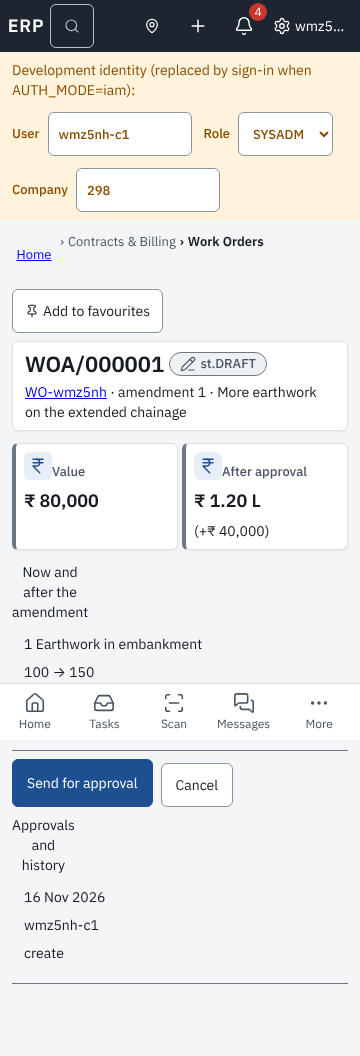 ERP
4
wmz5...
Development identity (replaced by sign-in when
AUTH_MODE=iam):
User wmz5nh-c1 Role SYSADM
Company 298
Home › Contracts & Billing › Work Orders
Add to favourites
WOA/000001 st.DRAFT
WO-wmz5nh · amendment 1 · More earthwork
on the extended chainage
₹ Value
₹ 80,000
₹ After approval
₹ 1.20 L
(+₹ 40,000)
Now and
after the
amendment
1 Earthwork in embankment
100 → 150
Home Tasks Scan Messages More
Send for approval Cancel
Approvals
and
history
16 Nov 2026
wmz5nh-c1
create